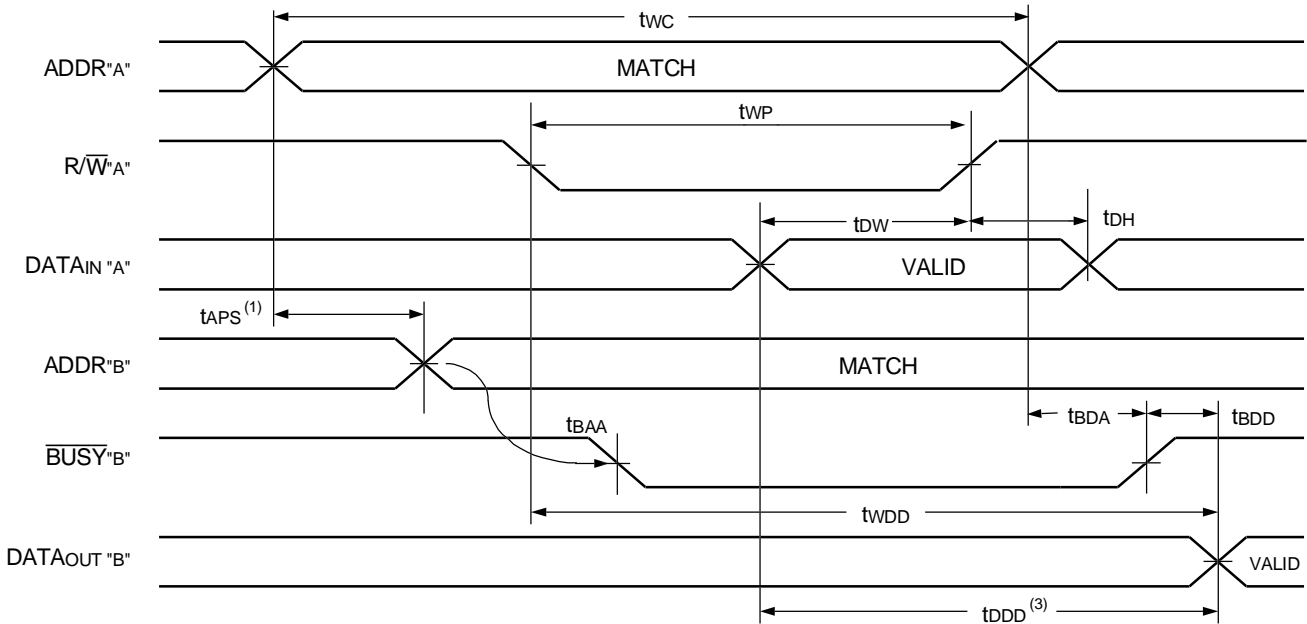 tWC
ADDR"A"
MATCH
tWP
R/W̅"A"
tDW
tDH
DATAIN "A"
VALID
tAPS (1)
ADDR"B"
MATCH
tBAA
tBDA
tBDD
B̅U̅S̅Y̅"B"
tWDD
DATAOUT "B"
VALID
tDDD (3)